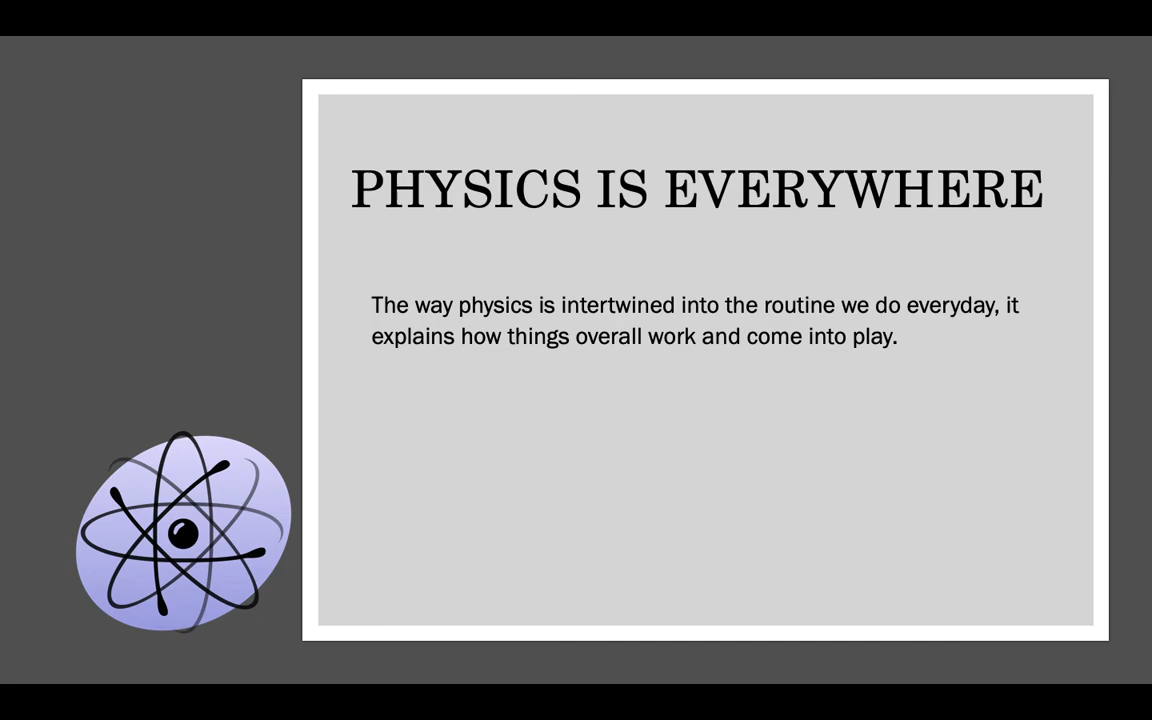 PHYSICS IS EVERYWHERE
The way physics is intertwined into the routine we do everyday, it
explains how things overall work and come into play.